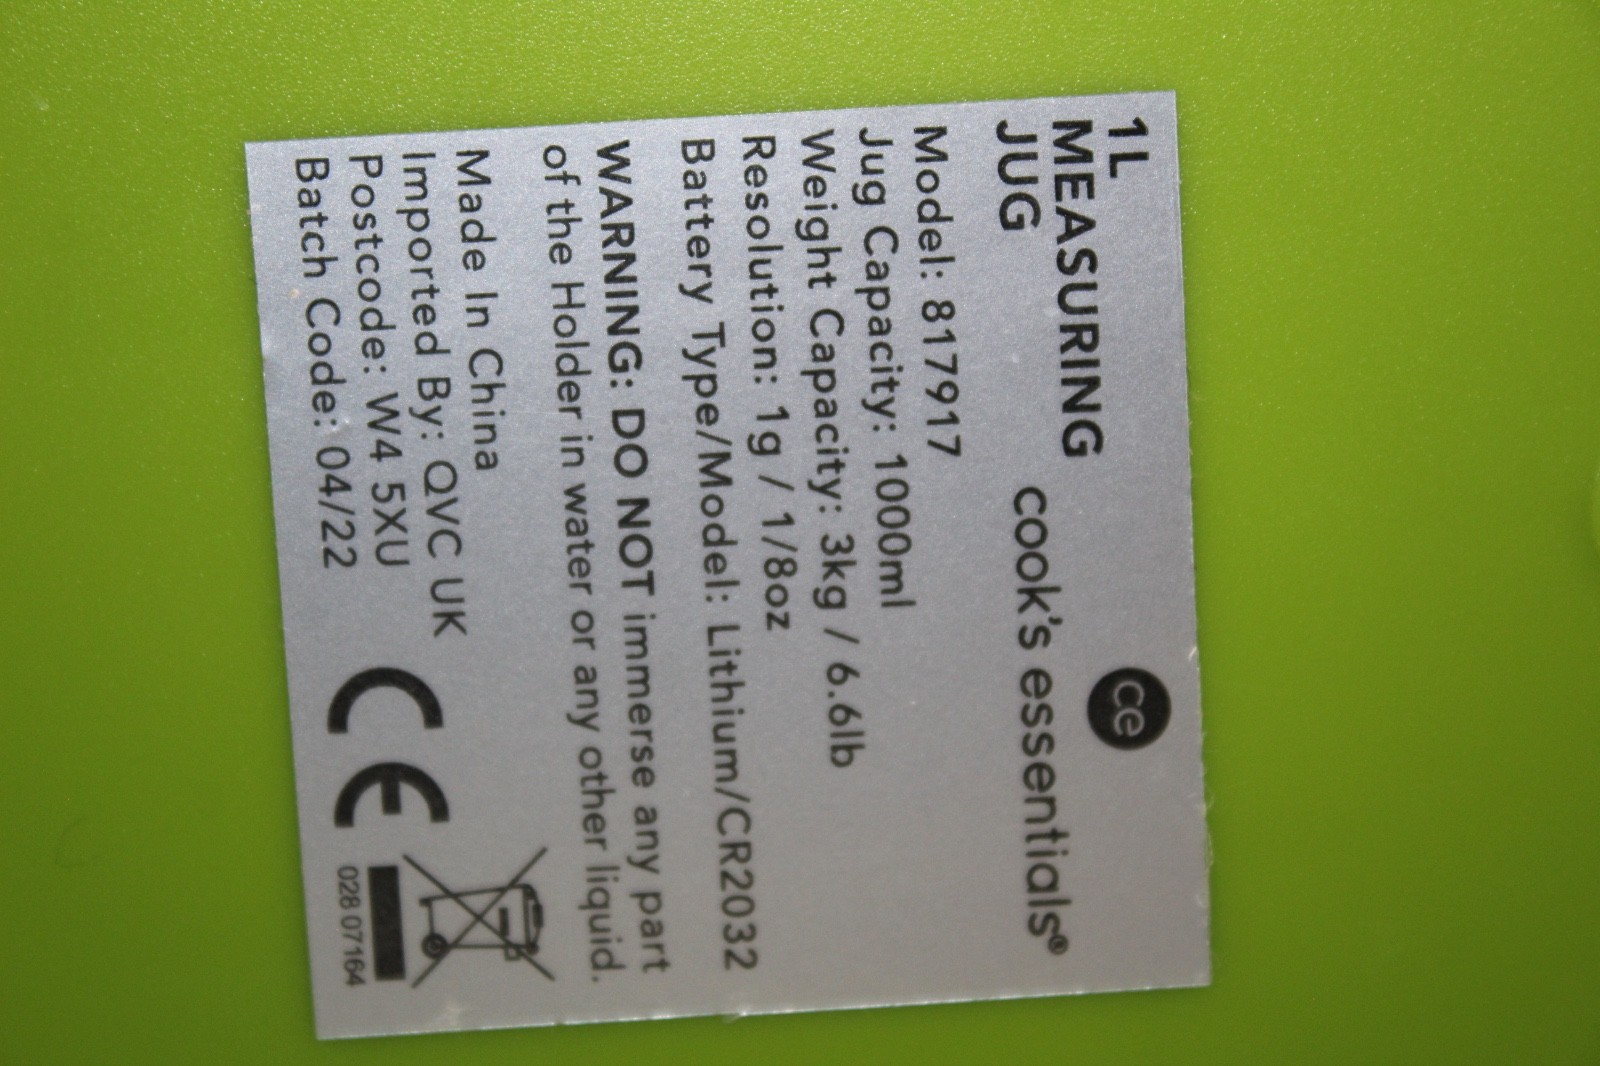 1L
MEASURING
JUG
ce
cook's essentials®
Model: 817917
Jug Capacity: 1000ml
Weight Capacity: 3kg / 6.6lb
Resolution: 1g / 1/8oz
Battery Type/Model: Lithium/CR2032
WARNING: DO NOT immerse any part
of the Holder in water or any other liquid.
Made In China
Imported By: QVC UK
Postcode: W4 5XU
Batch Code: 04/22
CE
028 07164